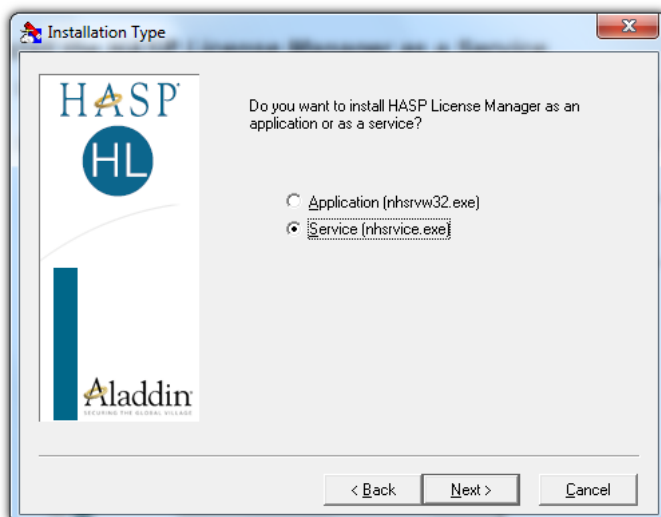 Installation Type
HASP
HL
Do you want to install HASP License Manager as an
application or as a service?
Application (nhsrvw32.exe)
Service (nhsrvice.exe)
Aladdin
SECURING THE GLOBAL VILLAGE
< Back
Next >
Cancel